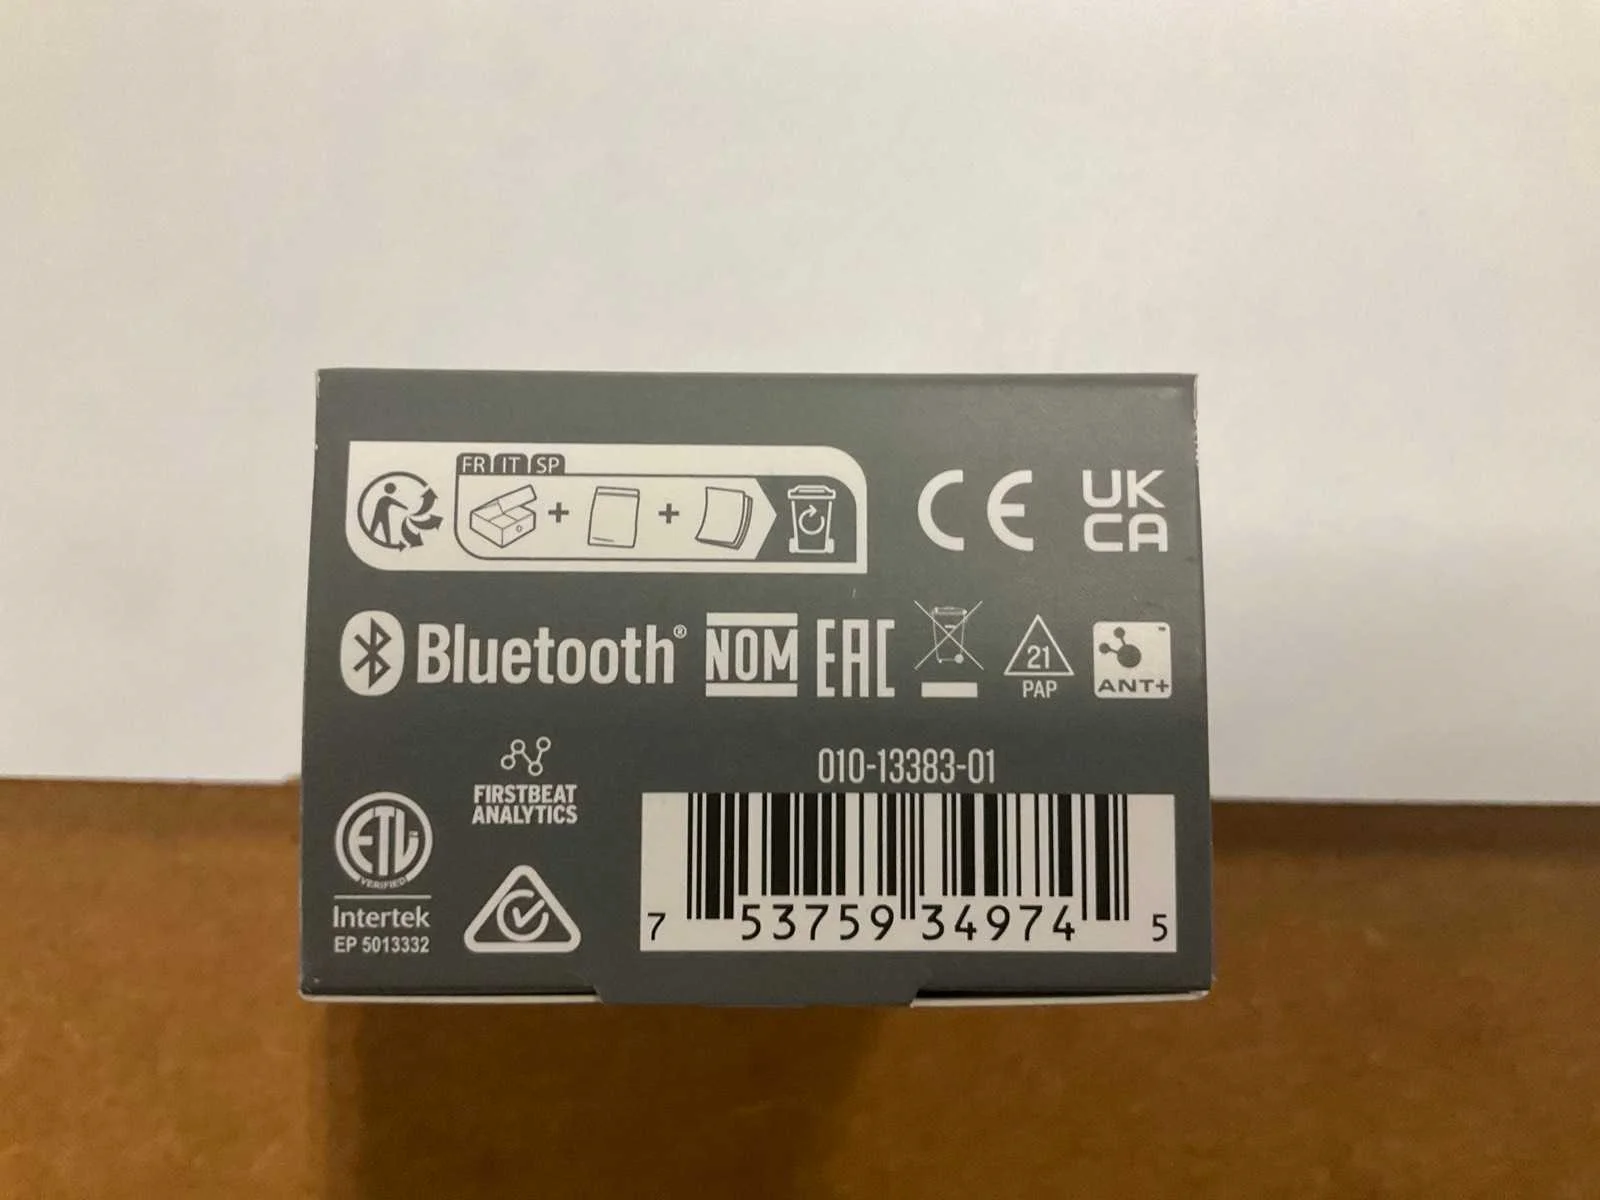 FR IT SP
CE
UK
CA
Bluetooth®
NOM
EAC
21
PAP
ANT+
FIRSTBEAT
ANALYTICS
ETL
VERIFIED
Intertek
EP 5013332
010-13383-01
7 53759 34974 5